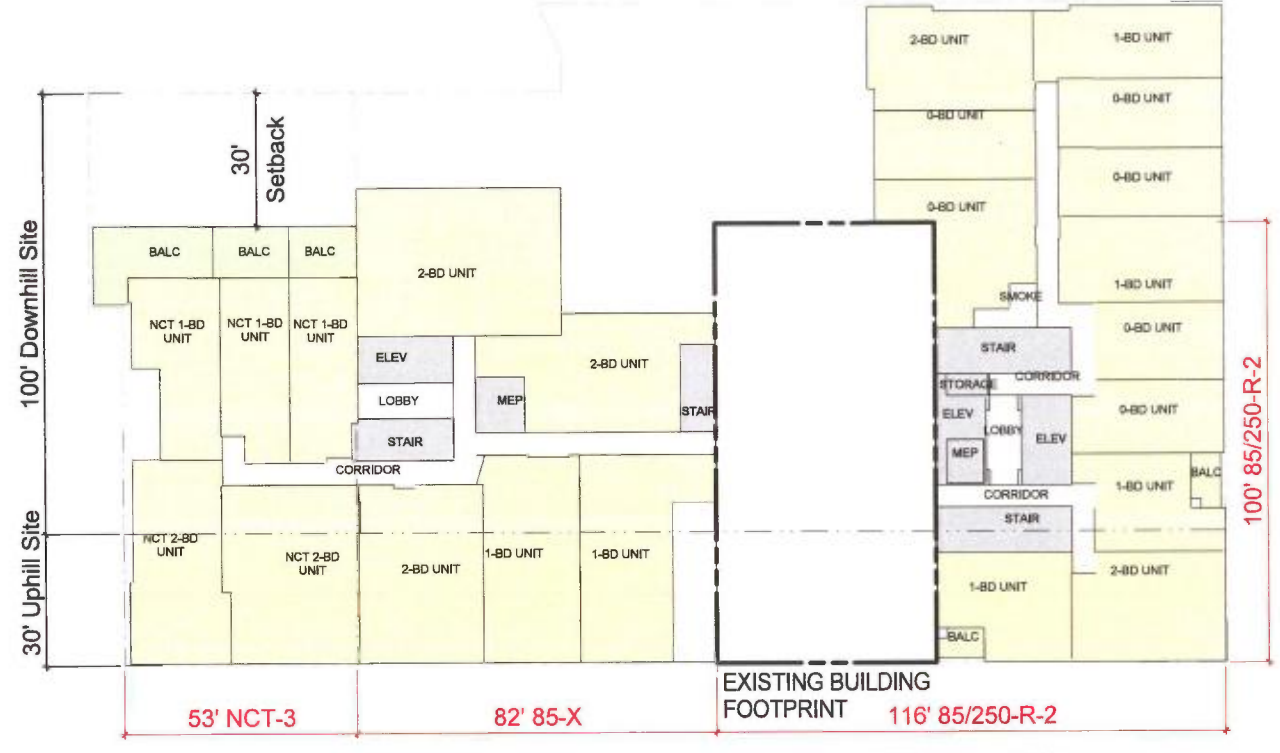 2-BD UNIT
1-BD UNIT
0-BD UNIT
0-BD UNIT
0-BD UNIT
0-BD UNIT
1-BD UNIT
SMOKE
0-BD UNIT
STAIR
STORAGE
CORRIDOR
ELEV
LOBBY
ELEV
0-BD UNIT
MEP
CORRIDOR
1-BD UNIT
BALC
STAIR
1-BD UNIT
2-BD UNIT
BALC
30'
Setback
100' Downhill Site
30' Uphill Site
BALC
BALC
BALC
2-BD UNIT
NCT 1-BD
UNIT
NCT 1-BD
UNIT
NCT 1-BD
UNIT
ELEV
2-BD UNIT
LOBBY
MEP
STAIR
STAIR
CORRIDOR
NCT 2-BD
UNIT
NCT 2-BD
UNIT
2-BD UNIT
1-BD UNIT
1-BD UNIT
EXISTING BUILDING
FOOTPRINT
100' 85/250-R-2
53' NCT-3
82' 85-X
116' 85/250-R-2